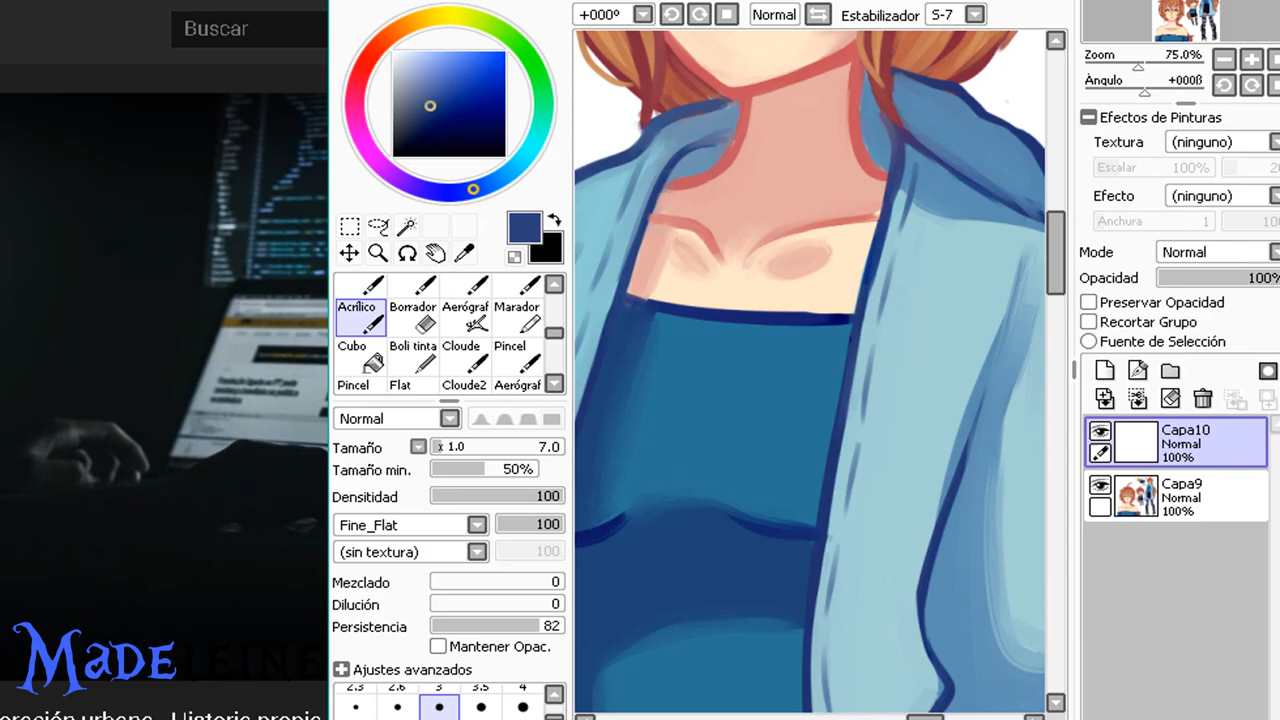 Buscar
+000º
Normal
Estabilizador
S-7
Zoom
75.0%
Ángulo
+000ß
Efectos de Pinturas
Textura
(ninguno)
Escalar
100%
20
Efecto
(ninguno)
Anchura
1
Mode
Normal
Opacidad
100%
Preservar Opacidad
Recortar Grupo
Fuente de Selección
Capa10
Normal
100%
Capa9
Normal
100%
Acrílico
Borrador
Aerógraf
Marador
Cubo
Boli tinta
Cloude
Pincel
Pincel
Flat
Cloude2
Aerógraf
Normal
Tamaño
x 1.0
7.0
Tamaño min.
50%
Densitidad
100
Fine_Flat
100
(sin textura)
100
Mezclado
0
Dilución
0
Persistencia
82
Mantener Opac.
Ajustes avanzados
2.3
2.6
3
3.5
4
MADELEINE